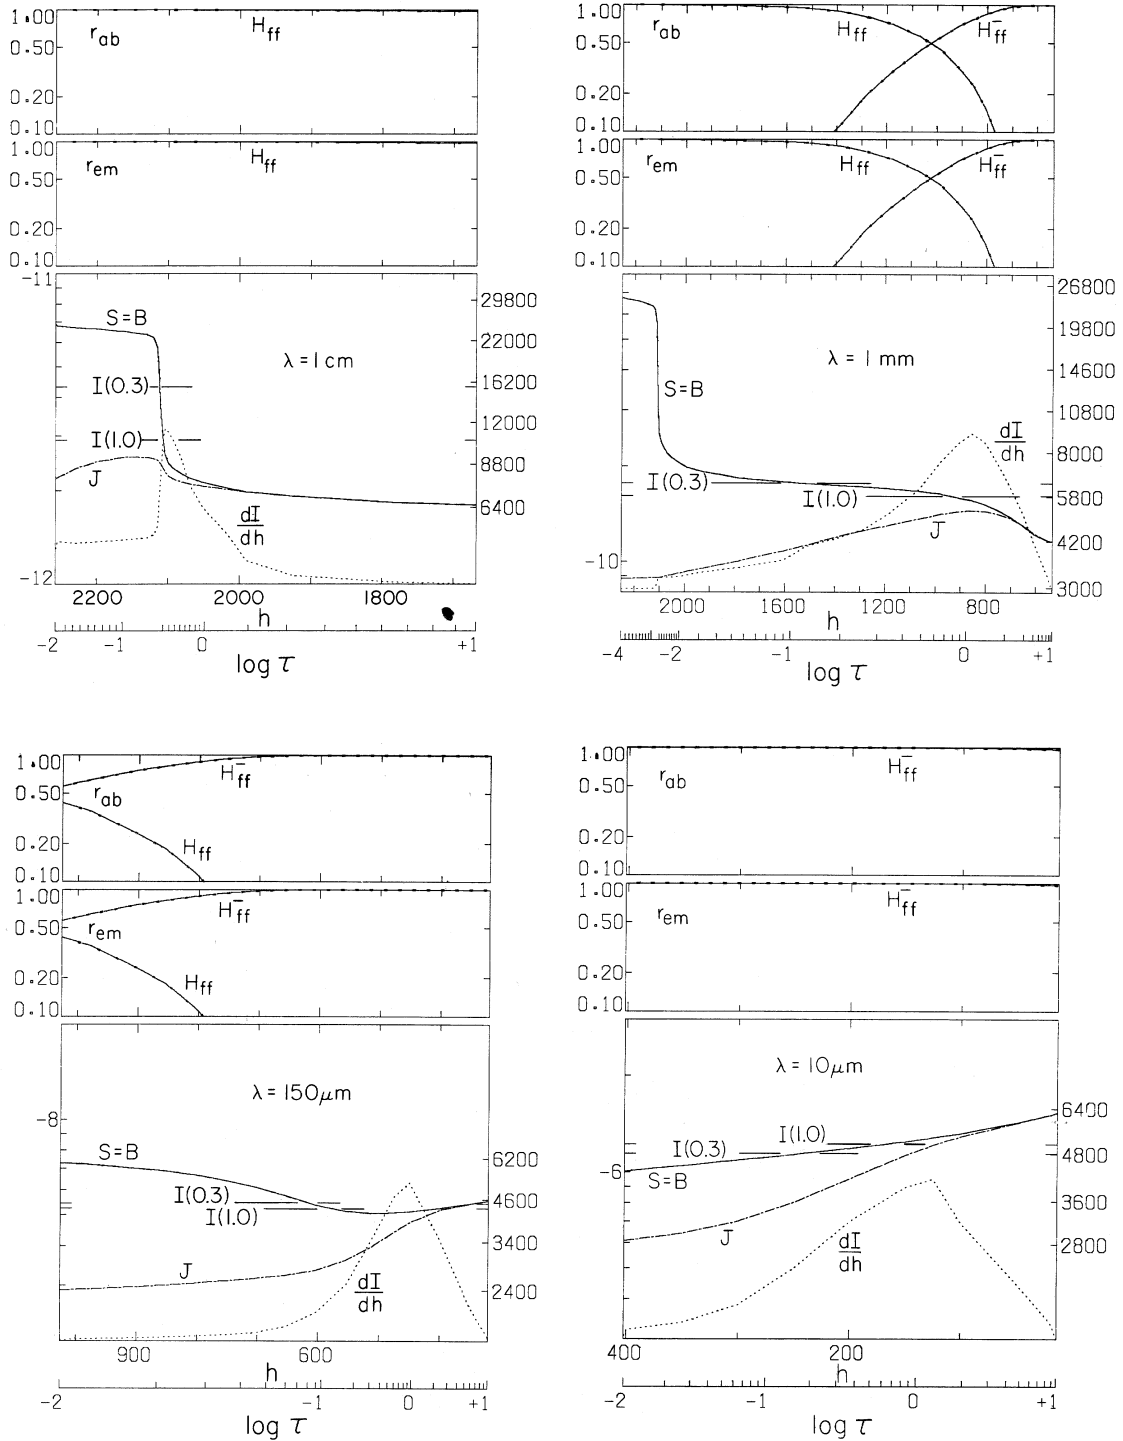 1.00
r_ab
H_ff
0.50
0.20
0.10
1.00
r_em
H_ff
0.50
0.20
0.10
-11
S=B
λ = 1 cm
I(0.3)
I(1.0)
J
dI
dh
-12
29800
22000
16200
12000
8800
6400
2200 2000 1800
h
-2 -1 0 +1
log τ
1.00
r_ab
H_ff
H⁻_ff
0.50
0.20
0.10
1.00
r_em
H_ff
H⁻_ff
0.50
0.20
0.10
λ = 1 mm
S=B
dI
dh
I(0.3)
I(1.0)
J
-10
26800
19800
14600
10800
8000
5800
4200
3000
2000 1600 1200 800
h
-4 -2 -1 0 +1
log τ
1.00
H⁻_ff
0.50
r_ab
H_ff
0.20
0.10
1.00
H⁻_ff
0.50
r_em
H_ff
0.20
0.10
λ = 150μm
-8
S=B
I(0.3)
I(1.0)
J
dI
dh
6200
4600
3400
2400
900 600
h
-2 -1 0 +1
log τ
1.00
r_ab
H⁻_ff
0.50
0.20
0.10
1.00
r_em
H⁻_ff
0.50
0.20
0.10
λ = 10μm
I(1.0)
I(0.3)
-6
S=B
J
dI
dh
6400
4800
3600
2800
400 200
h
-2 -1 0 +1
log τ